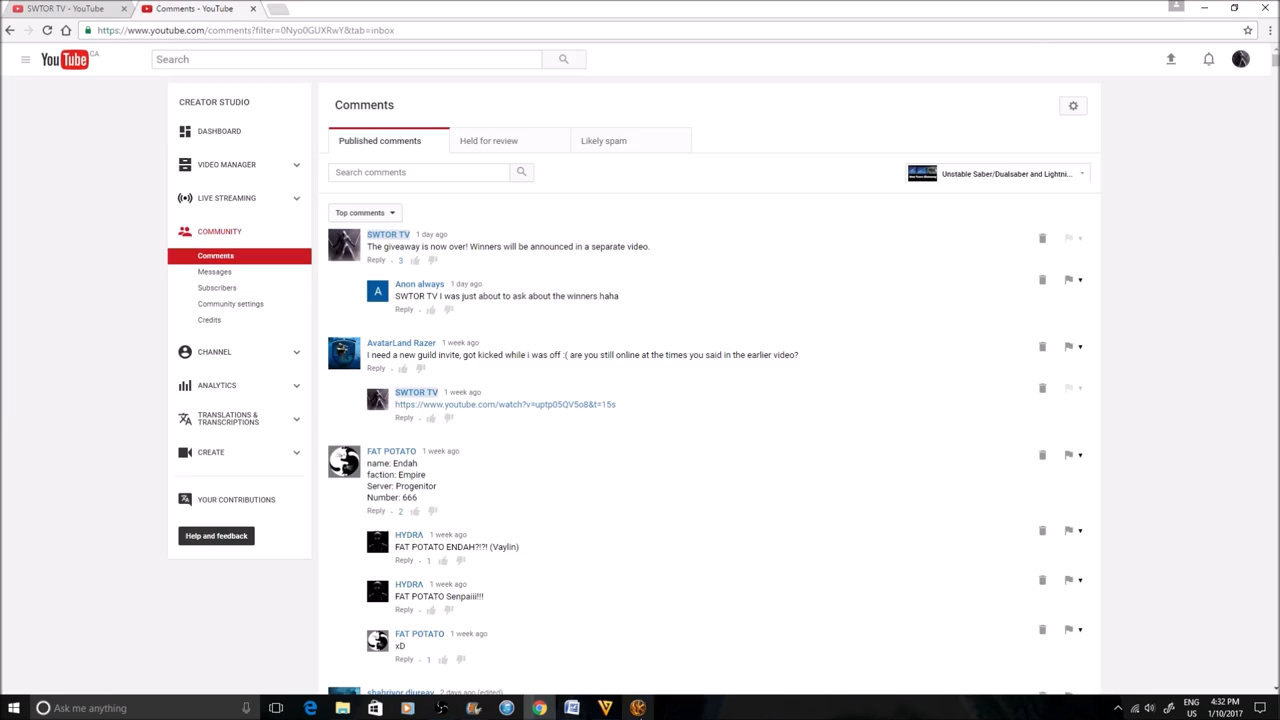 SWTOR TV - YouTube
Comments - YouTube
https://www.youtube.com/comments?filter=0Nyo0GUXRwY&tab=inbox
YouTube CA
Search
CREATOR STUDIO
DASHBOARD
VIDEO MANAGER
LIVE STREAMING
COMMUNITY
Comments
Messages
Subscribers
Community settings
Credits
CHANNEL
ANALYTICS
TRANSLATIONS &
TRANSCRIPTIONS
CREATE
YOUR CONTRIBUTIONS
Help and feedback
Comments
Published comments
Held for review
Likely spam
Search comments
Unstable Saber/Dualsaber and Lightni...
Top comments
SWTOR TV 1 day ago
The giveaway is now over! Winners will be announced in a separate video.
Reply · 3
Anon always 1 day ago
A
SWTOR TV I was just about to ask about the winners haha
Reply ·
AvatarLand Razer 1 week ago
I need a new guild invite, got kicked while i was off :( are you still online at the times you said in the earlier video?
Reply ·
SWTOR TV 1 week ago
https://www.youtube.com/watch?v=uptp05QV5o8&t=15s
Reply ·
FAT POTATO 1 week ago
name: Endah
faction: Empire
Server: Progenitor
Number: 666
Reply · 2
HYDRΛ 1 week ago
FAT POTATO ENDAH?!?! (Vaylin)
Reply · 1
HYDRΛ 1 week ago
FAT POTATO Senpaiii!!!
Reply ·
FAT POTATO 1 week ago
xD
Reply · 1
2 days ago (edited)
Ask me anything
ENG
US
4:32 PM
1/10/2017